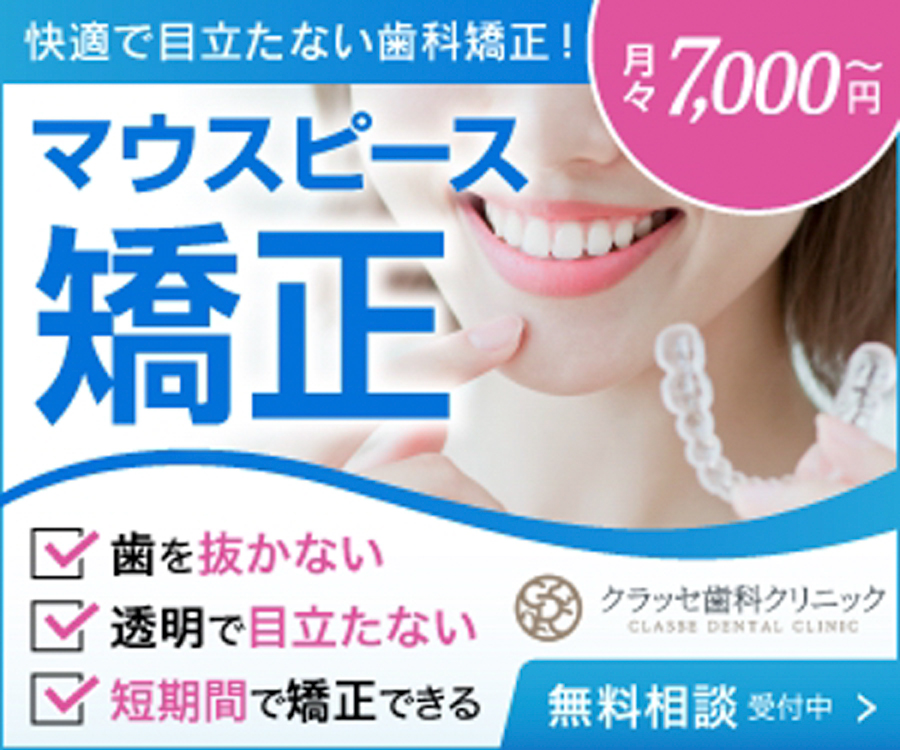 快適で目立たない歯科矯正！
月々7,000円～
マウスピース
矯正
歯を抜かない
透明で目立たない
短期間で矯正できる
クラッセ歯科クリニック
CLASSE DENTAL CLINIC
無料相談 受付中 >